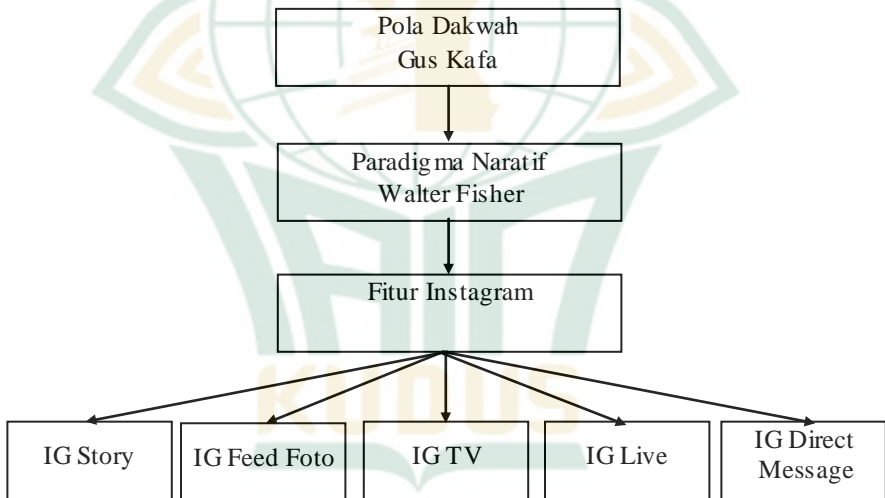 Pola Dakwah
Gus Kafa
Paradigma Naratif
Walter Fisher
Fitur Instagram
IG Story
IG Feed Foto
IG TV
IG Live
IG Direct
Message
KUDUS